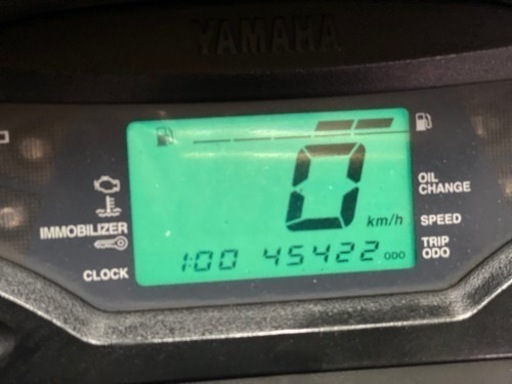 YAMAHA
0
km/h
OIL
CHANGE
SPEED
IMMOBILIZER
TRIP
ODO
CLOCK
1:00 45422 ODO